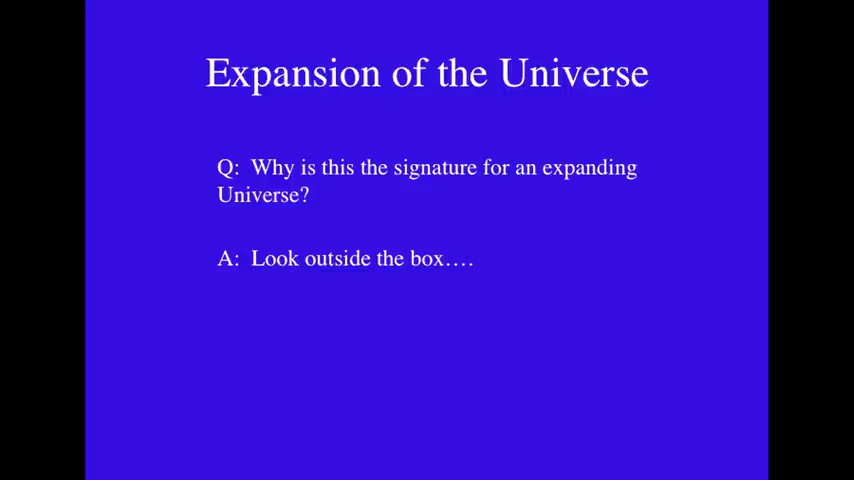 Expansion of the Universe
Q:  Why is this the signature for an expanding
Universe?
A:  Look outside the box….